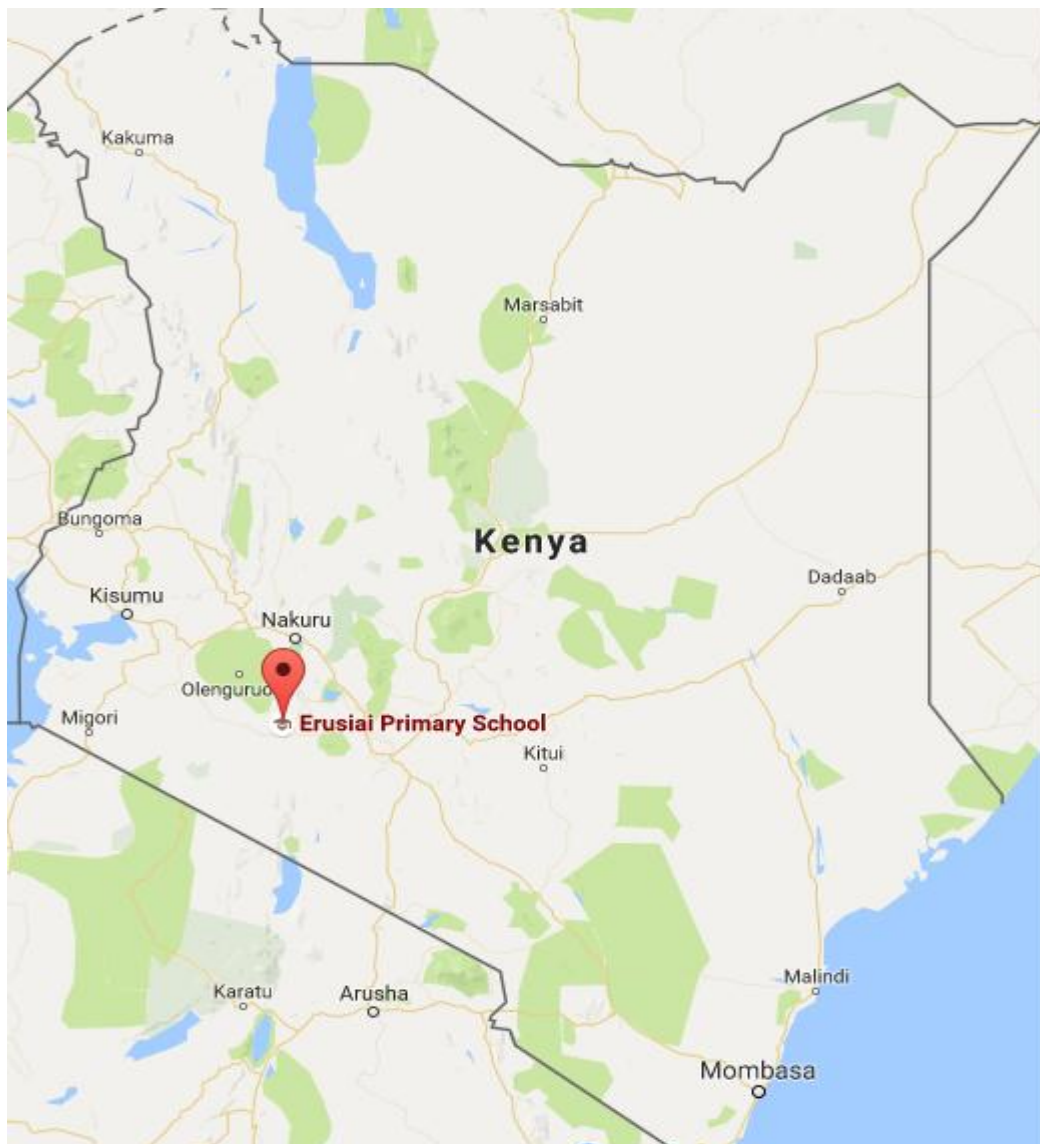 Kakuma
Marsabit
Bungoma
Kenya
Dadaab
Kisumu
Nakuru
Olenguruo
Migori
Erusiai Primary School
Kitui
Malindi
Karatu
Arusha
Mombasa